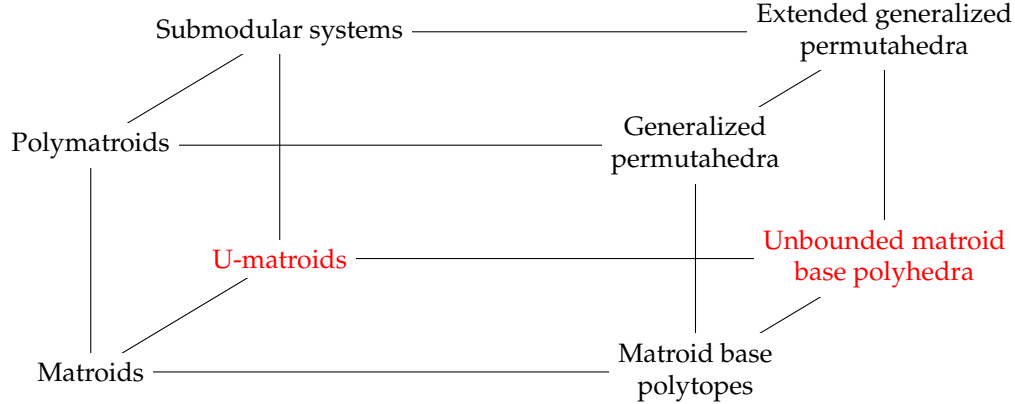 Submodular systems
Extended generalized
permutahedra
Polymatroids
Generalized
permutahedra
U-matroids
Unbounded matroid
base polyhedra
Matroids
Matroid base
polytopes